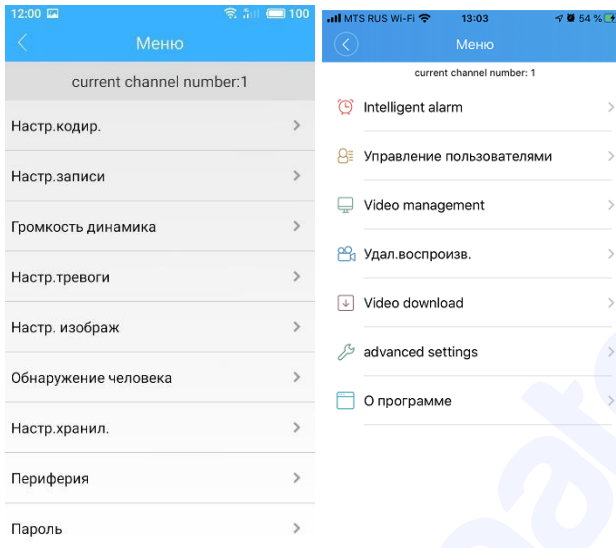 12:00
100
Меню
current channel number:1
Настр.кодир.
Настр.записи
Громкость динамика
Настр.тревоги
Настр. изображ
Обнаружение человека
Настр.хранил.
Периферия
Пароль
MTS RUS Wi-Fi
13:03
54 %
Меню
current channel number: 1
Intelligent alarm
Управление пользователями
Video management
Удал.воспроизв.
Video download
advanced settings
О программе